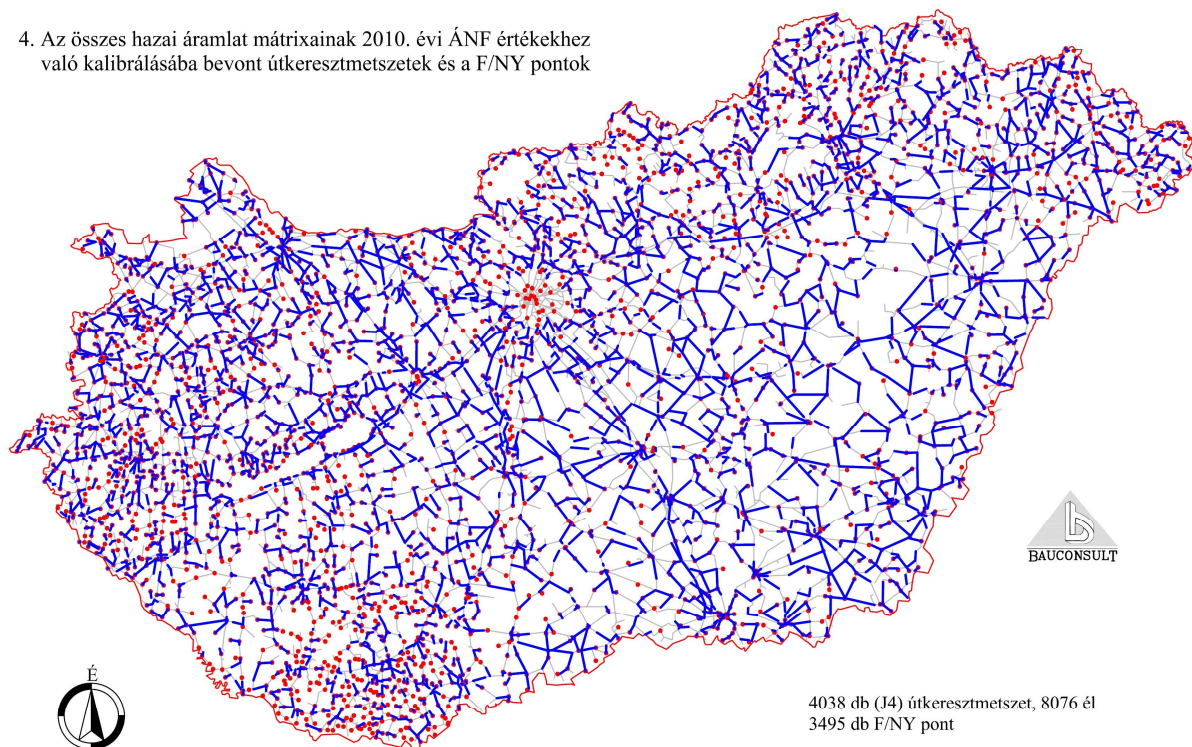 4. Az összes hazai áramlat mátrixainak 2010. évi ÁNF értékekhez
való kalibrálásába bevont útkeresztmetszetek és a F/NY pontok
BAUCONSULT
É
4038 db (J4) útkeresztmetszet, 8076 él
3495 db F/NY pont